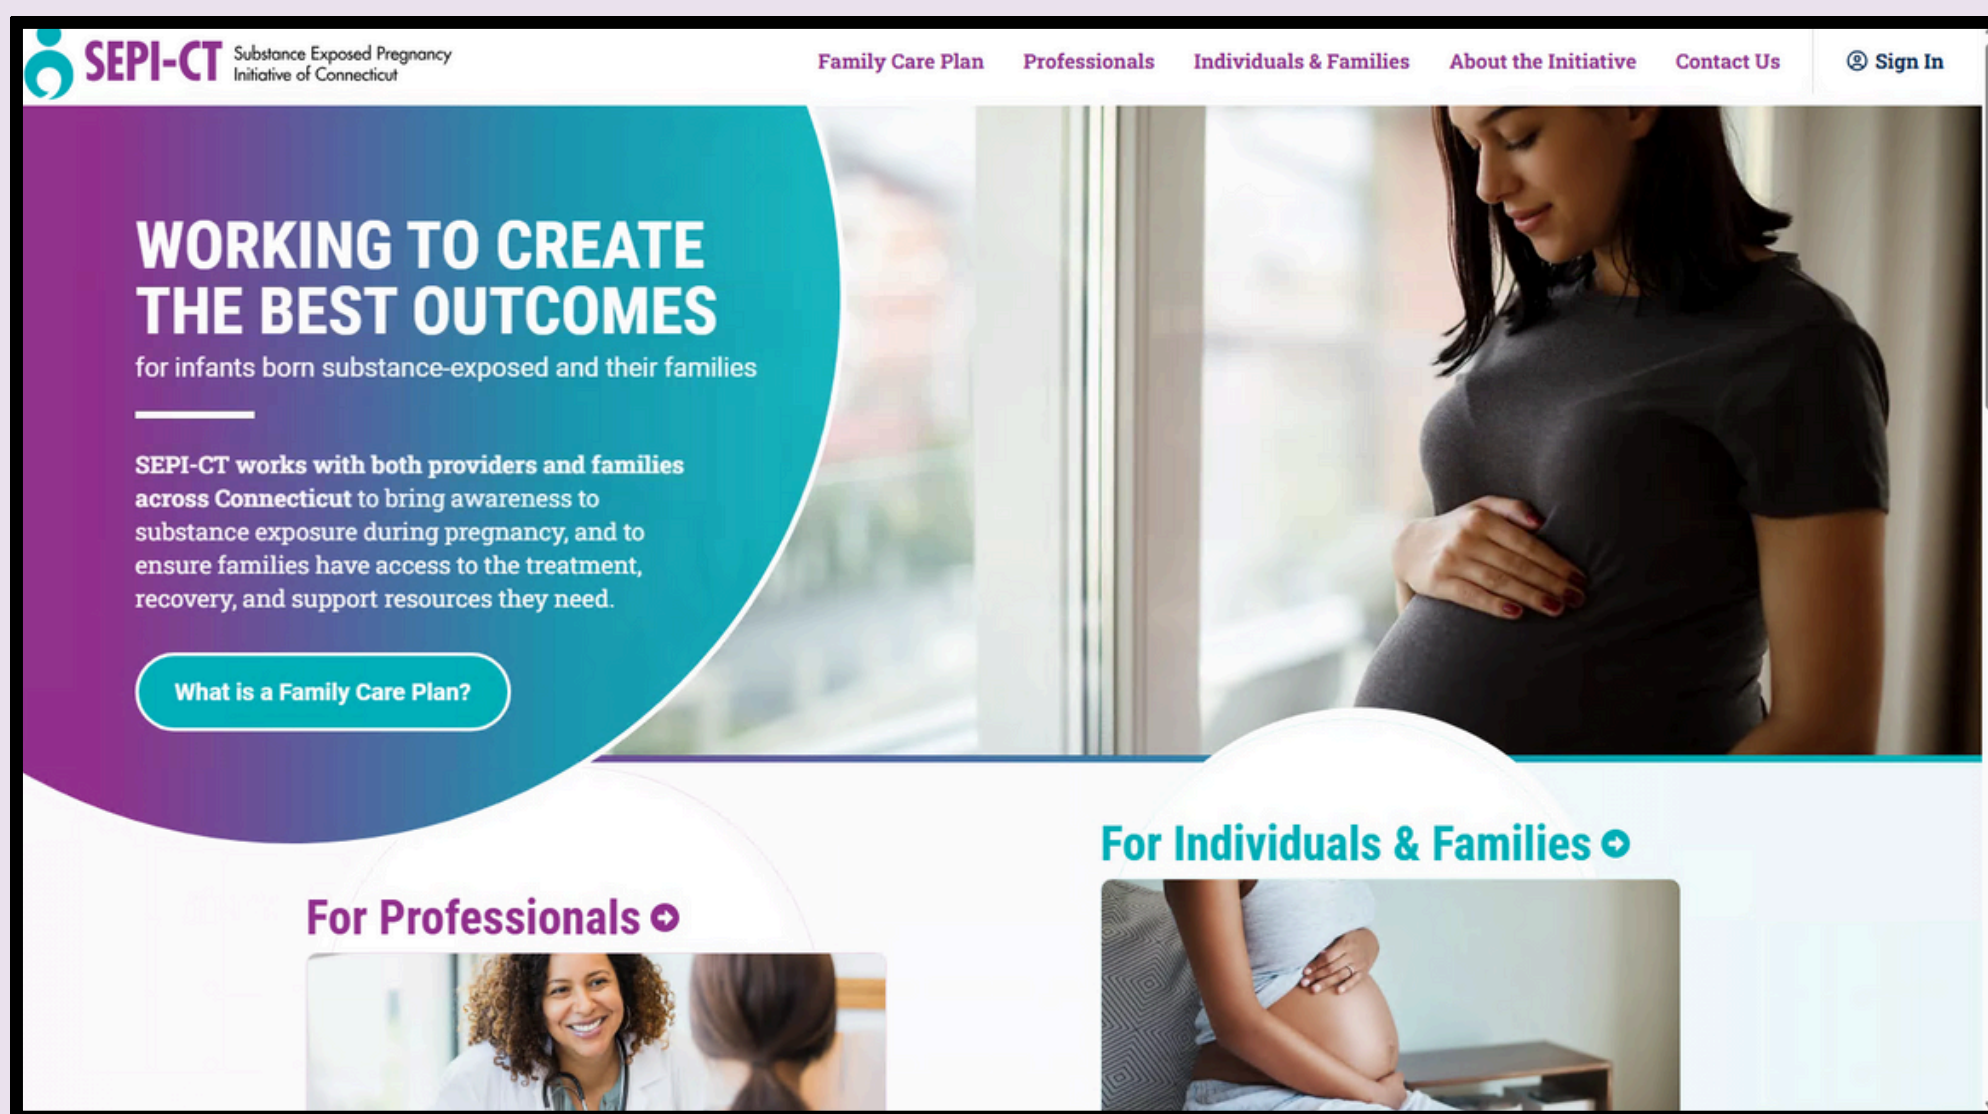 SEPI-CT
Substance Exposed Pregnancy
Initiative of Connecticut
Family Care Plan
Professionals
Individuals & Families
About the Initiative
Contact Us
Sign In
WORKING TO CREATE
THE BEST OUTCOMES
for infants born substance-exposed and their families
SEPI-CT works with both providers and families
across Connecticut to bring awareness to
substance exposure during pregnancy, and to
ensure families have access to the treatment,
recovery, and support resources they need.
What is a Family Care Plan?
For Individuals & Families
For Professionals